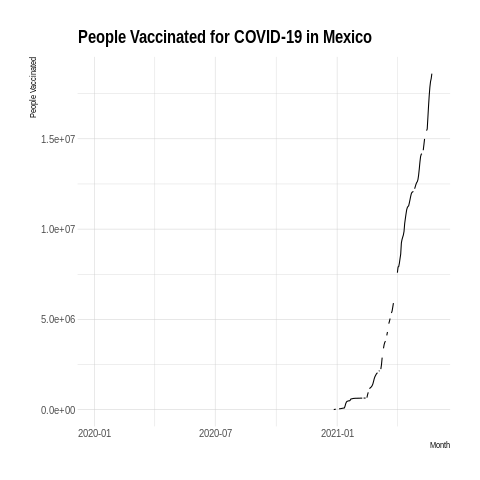 People Vaccinated for COVID-19 in Mexico
People Vaccinated
1.5e+07
1.0e+07
5.0e+06
0.0e+00
2020-01
2020-07
2021-01
Month